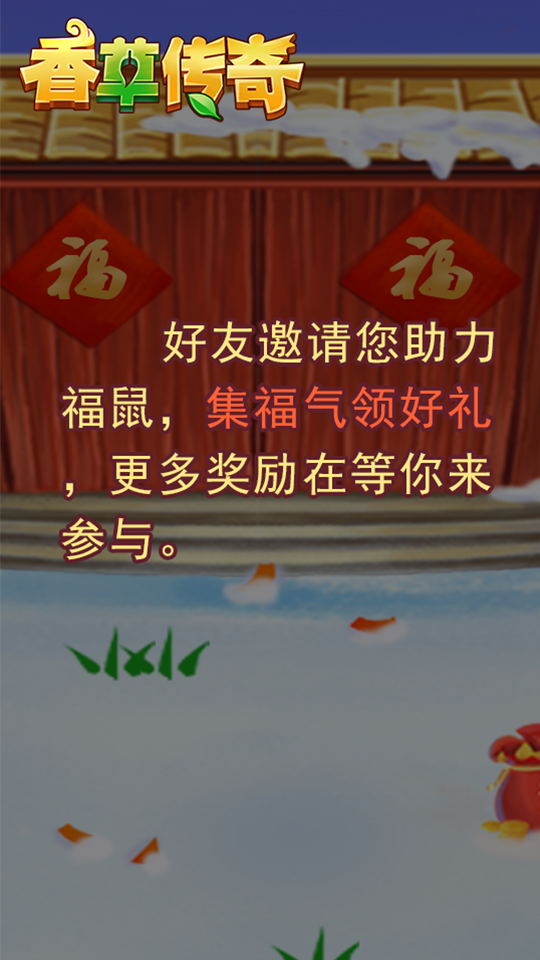 香草传奇
福 福
好友邀请您助力
福鼠，集福气领好礼
，更多奖励在等你来
参与。